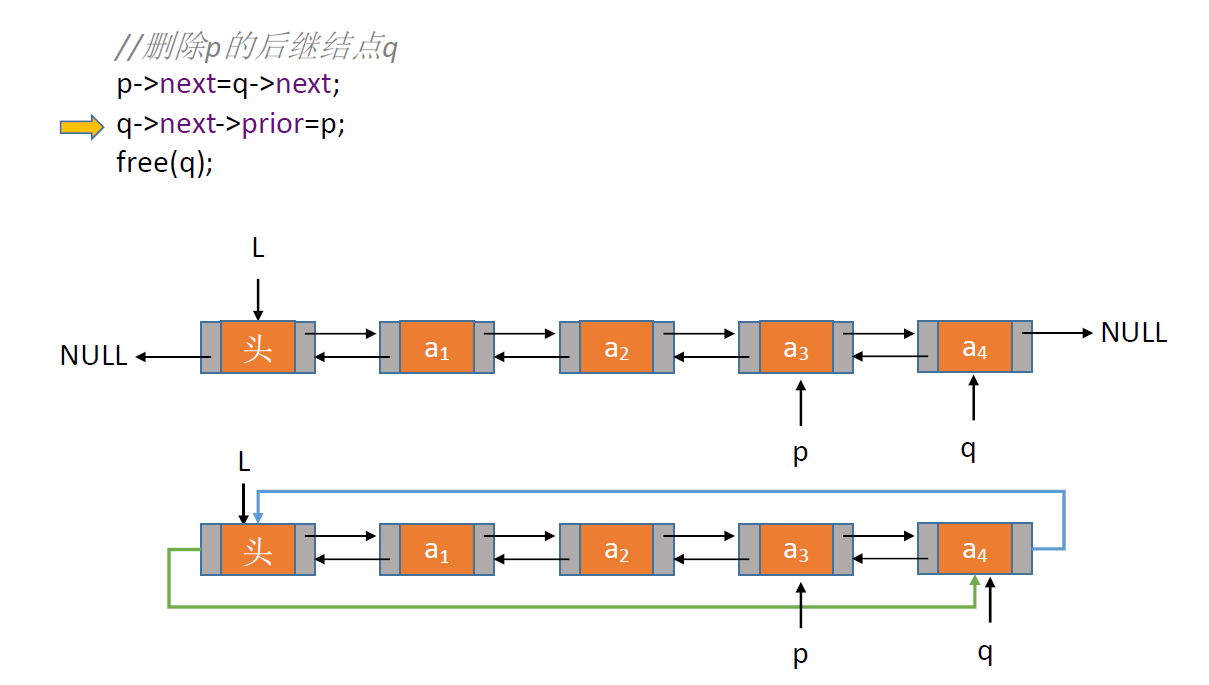 //删除p的后继结点q
p->next=q->next;
q->next->prior=p;
free(q);
L
NULL 头 a₁ a₂ a₃ a₄ NULL
p q
L
头 a₁ a₂ a₃ a₄
p q